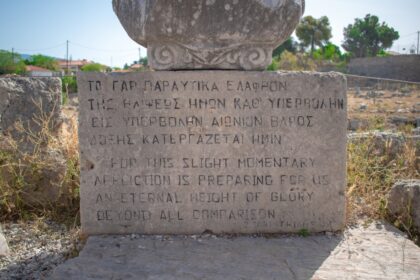 ΤΟ ΓΑΡ ΠΑΡΑΥΤΙΚΑ ΕΛΑΦΡΟΝ
ΤΗΣ ΘΛΙΨΕΩΣ ΗΜΩΝ ΚΑΘ ΥΠΕΡΒΟΛΗΝ
ΕΙΣ ΥΠΕΡΒΟΛΗΝ ΑΙΩΝΙΟΝ ΒΑΡΟΣ
ΔΟΞΗΣ ΚΑΤΕΡΓΑΖΕΤΑΙ ΗΜΙΝ
FOR THIS SLIGHT MOMENTARY
AFFLICTION IS PREPARING FOR US
AN ETERNAL HEIGHT OF GLORY
BEYOND ALL COMPARISON